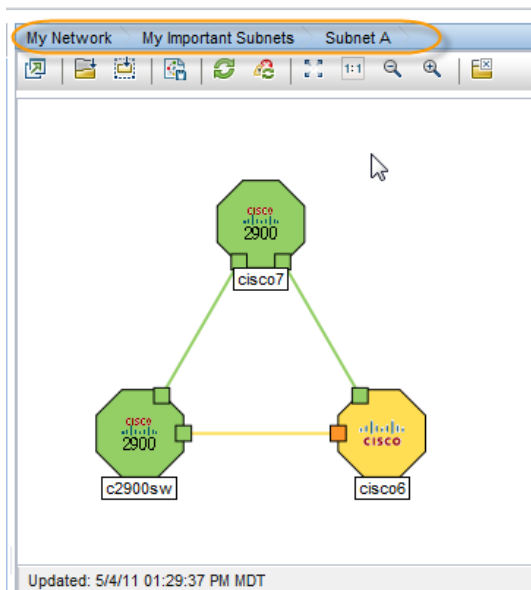 My Network My Important Subnets Subnet A
1:1
cisco
2900
cisco7
cisco
2900
c2900sw
cisco
cisco6
Updated: 5/4/11 01:29:37 PM MDT